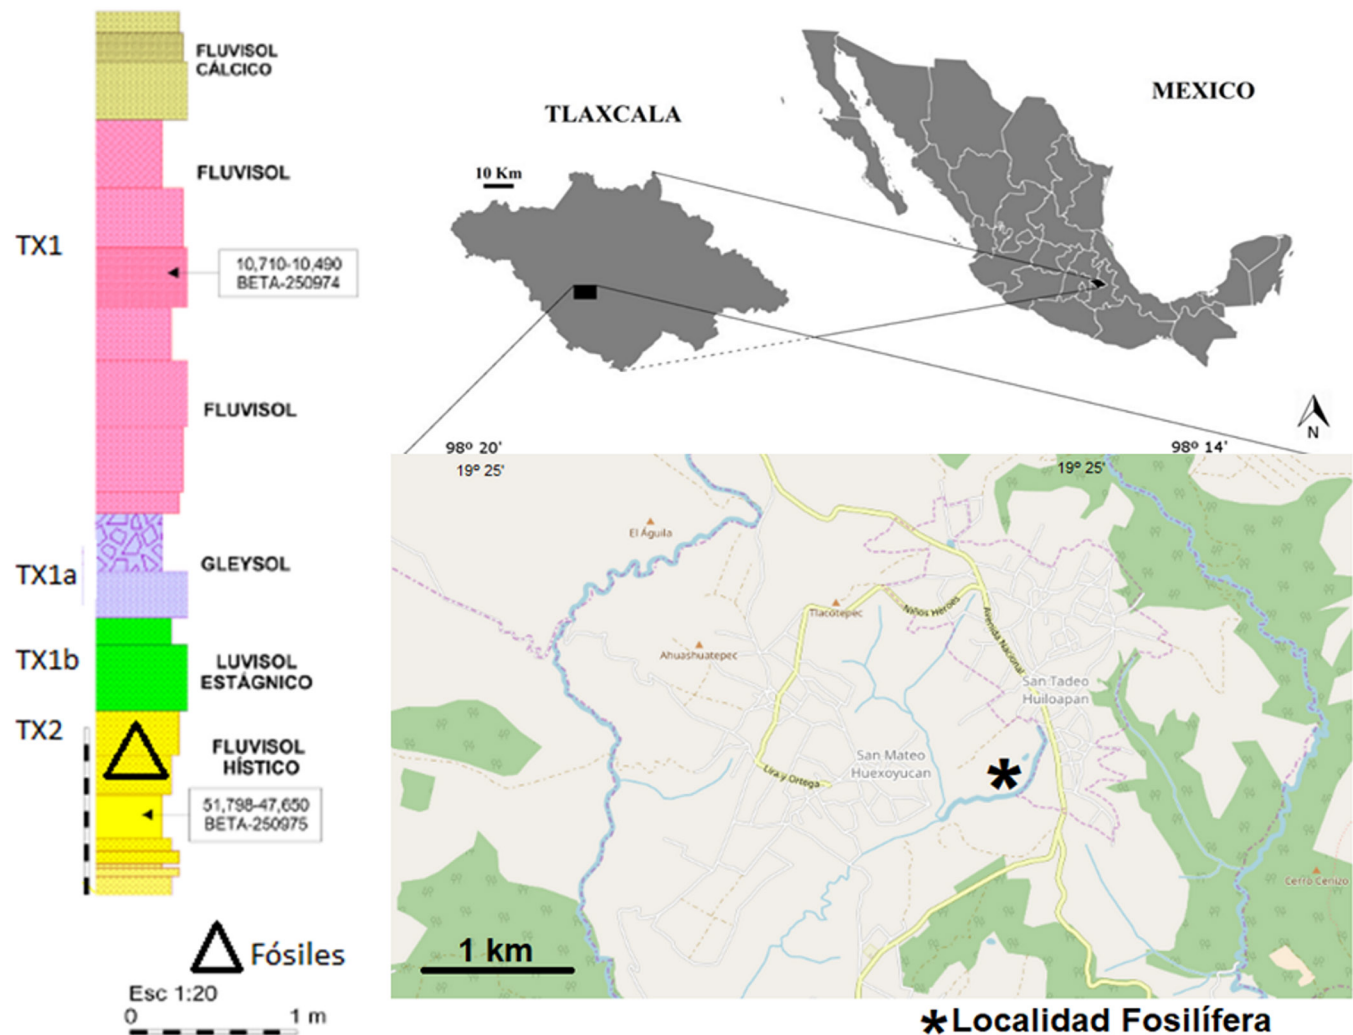 FLUVISOL
CÁLCICO
FLUVISOL
TX1
10,710-10,490
BETA-250974
FLUVISOL
GLEYSOL
TX1a
TX1b
LUVISOL
ESTÁGNICO
TX2
FLUVISOL
HÍSTICO
51,798-47,650
BETA-250975
Fósiles
Esc 1:20
0 1 m
TLAXCALA
MEXICO
10 Km
N
98º 20'
98º 14'
19º 25'
19º 25'
El Águila
Tlacotepec
Niños Héroes
Avenida Nacional
Ahuashuatepec
San Tadeo
Huiloapan
San Mateo
Huexoyucan
Lira y Ortega
Cerro Cenizo
1 km
*Localidad Fosilífera